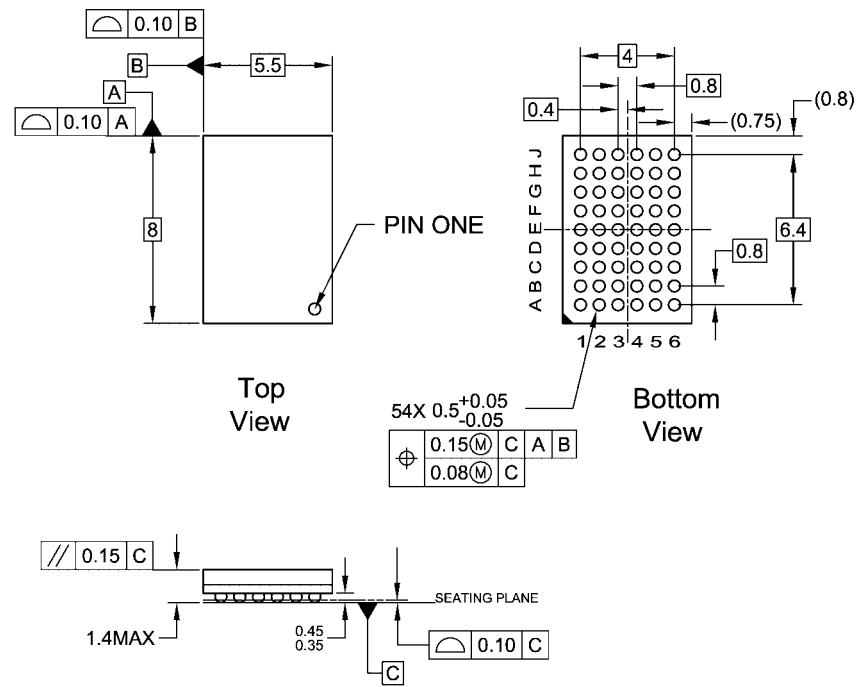 0.10 B
B
5.5
A
0.10 A
8
PIN ONE
Top
View
4
0.8
0.4
(0.75)
(0.8)
J
H
G
F
E
D
C
B
A
6.4
0.8
1 2 3 4 5 6
Bottom
View
54X 0.5 +0.05
-0.05
⌖ 0.15Ⓜ C A B
0.08Ⓜ C
// 0.15 C
1.4MAX
0.45
0.35
SEATING PLANE
0.10 C
C